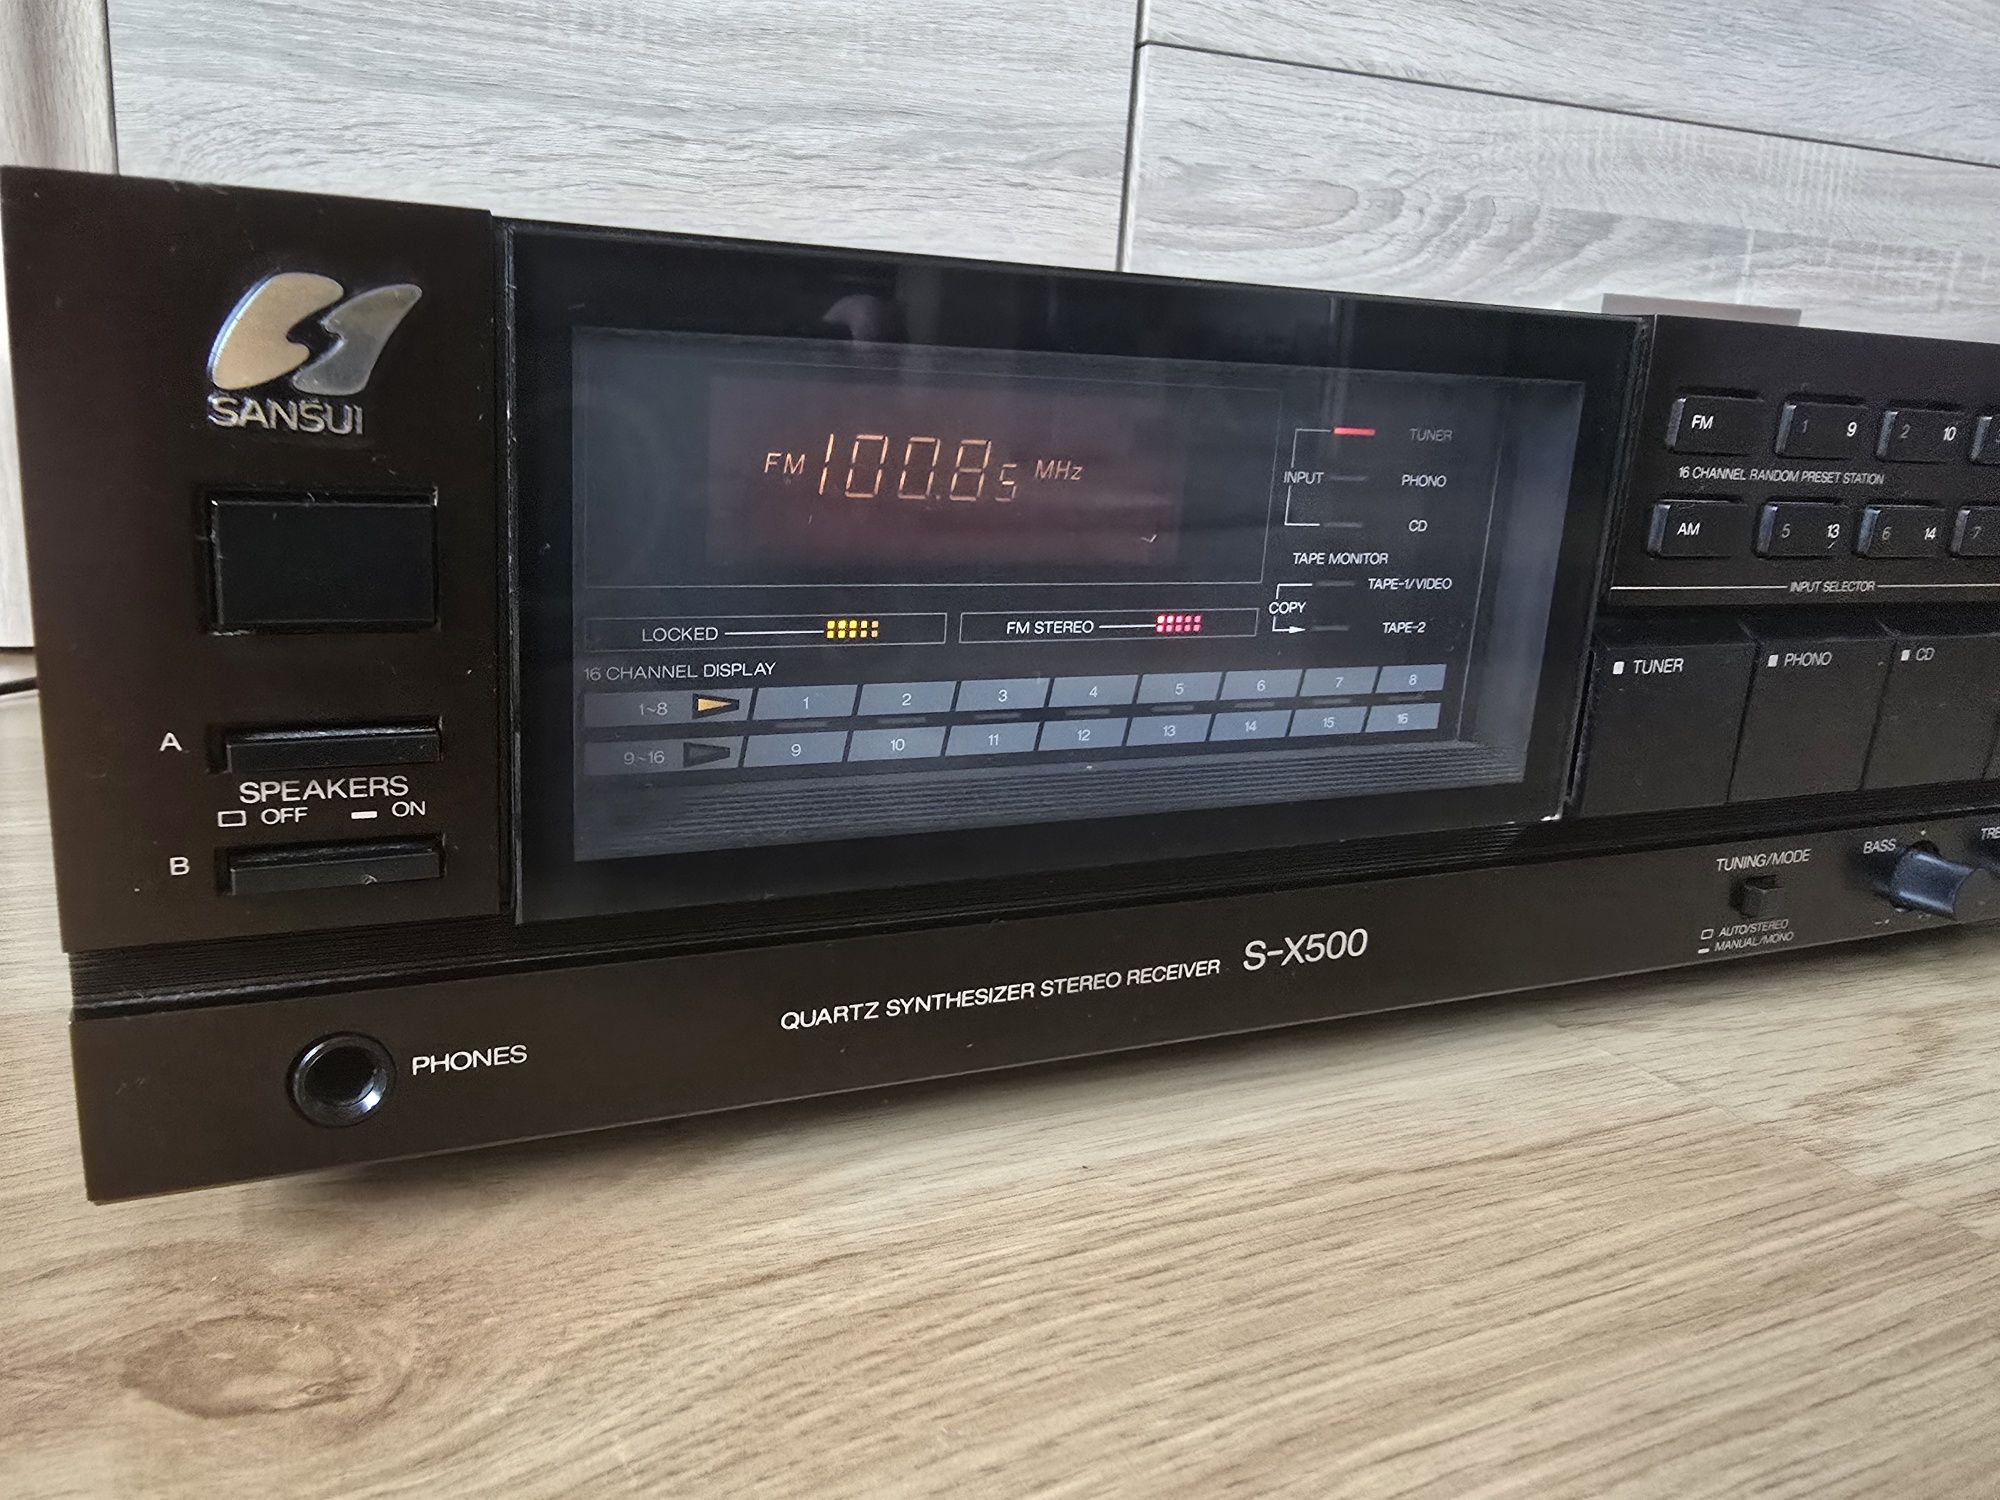 SANSUI
A
SPEAKERS
OFF ON
B
PHONES
FM 100.85 MHz
INPUT
TUNER
PHONO
CD
TAPE MONITOR
TAPE-1/VIDEO
COPY
TAPE-2
LOCKED
FM STEREO
16 CHANNEL DISPLAY
1~8 1 2 3 4 5 6 7 8
9~16 9 10 11 12 13 14 15 16
QUARTZ SYNTHESIZER STEREO RECEIVER S-X500
FM 1 9 2 10
16 CHANNEL RANDOM PRESET STATION
AM 5 13 6 14 7
INPUT SELECTOR
TUNER PHONO CD
TUNING/MODE
AUTO/STEREO
MANUAL/MONO
BASS
TRE